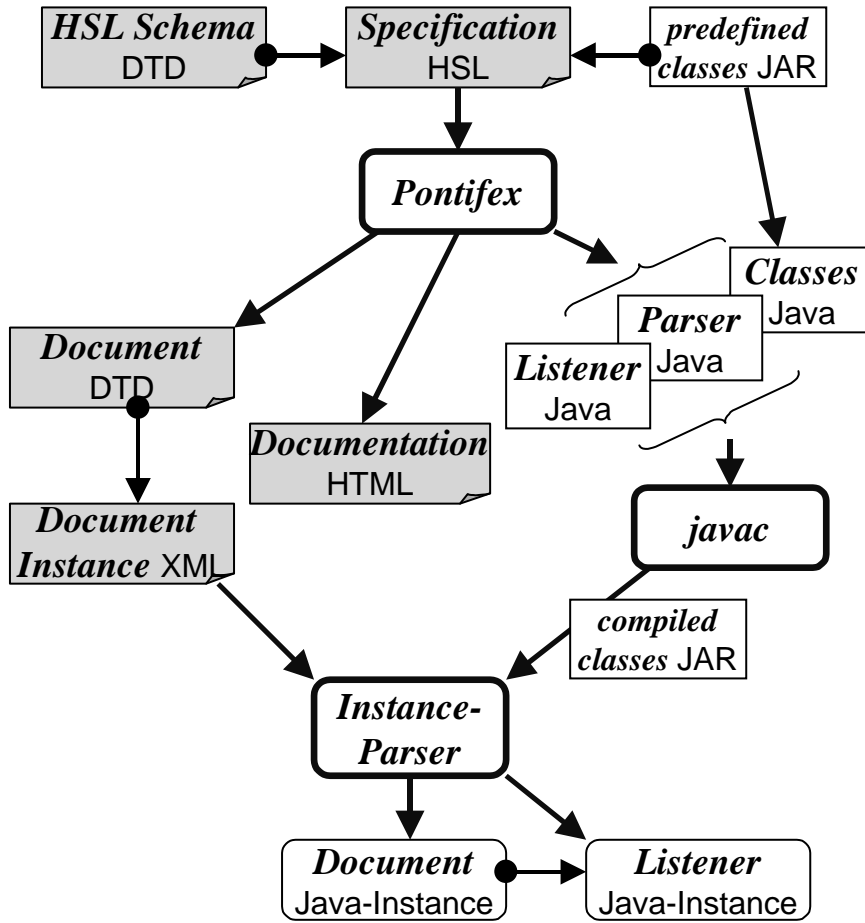 HSL Schema
DTD
Specification
HSL
predefined
classes JAR
Pontifex
Classes
Java
Parser
Java
Listener
Java
Document
DTD
Documentation
HTML
Document
Instance XML
javac
compiled
classes JAR
Instance-
Parser
Document
Java-Instance
Listener
Java-Instance